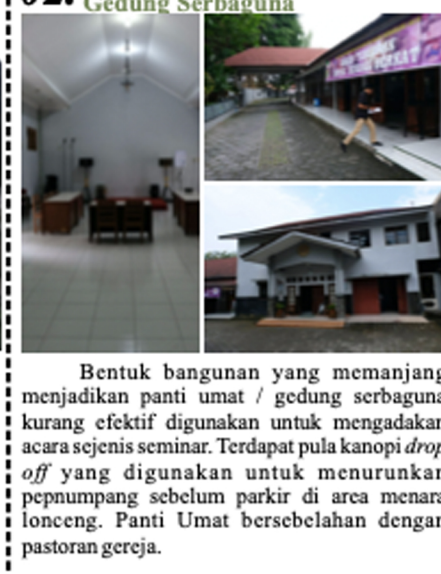 02. Gedung Serbaguna
Bentuk bangunan yang memanjang
menjadikan panti umat / gedung serbaguna
kurang efektif digunakan untuk mengadakan
acara sejenis seminar. Terdapat pula kanopi drop
off yang digunakan untuk menurunkan
pepnumpang sebelum parkir di area menara
lonceng. Panti Umat bersebelahan dengan
pastoran gereja.